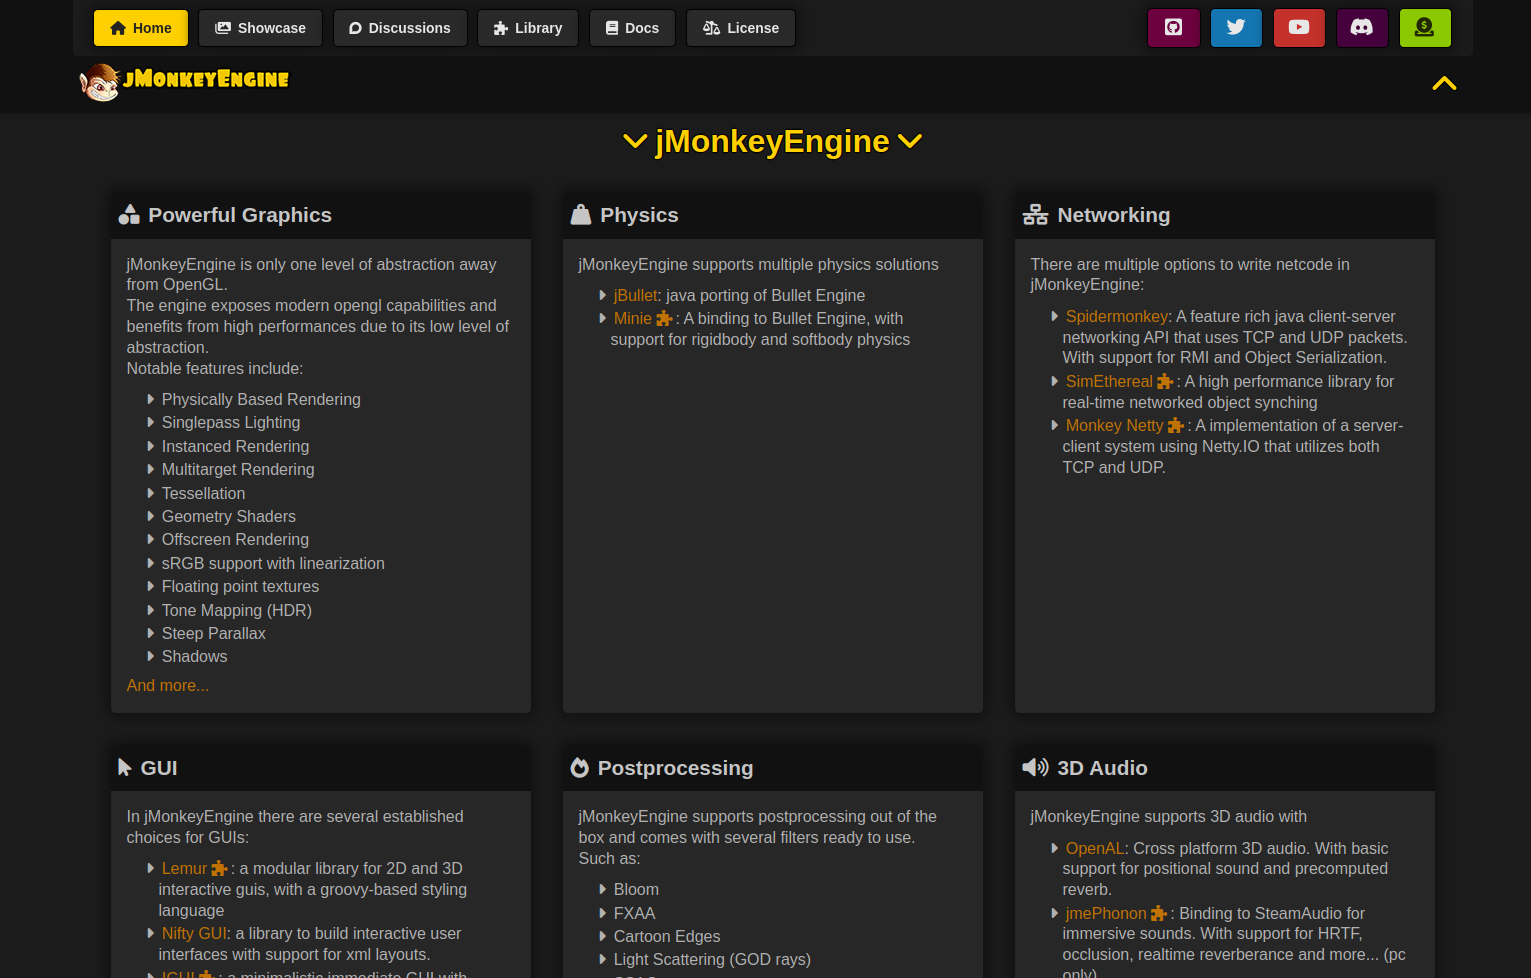 Home Showcase Discussions Library Docs License
jMonkeyEngine
jMonkeyEngine
Powerful Graphics
jMonkeyEngine is only one level of abstraction away
from OpenGL.
The engine exposes modern opengl capabilities and
benefits from high performances due to its low level of
abstraction.
Notable features include:
Physically Based Rendering
Singlepass Lighting
Instanced Rendering
Multitarget Rendering
Tessellation
Geometry Shaders
Offscreen Rendering
sRGB support with linearization
Floating point textures
Tone Mapping (HDR)
Steep Parallax
Shadows
And more...
Physics
jMonkeyEngine supports multiple physics solutions
jBullet: java porting of Bullet Engine
Minie : A binding to Bullet Engine, with
support for rigidbody and softbody physics
Networking
There are multiple options to write netcode in
jMonkeyEngine:
Spidermonkey: A feature rich java client-server
networking API that uses TCP and UDP packets.
With support for RMI and Object Serialization.
SimEthereal : A high performance library for
real-time networked object synching
Monkey Netty : A implementation of a server-
client system using Netty.IO that utilizes both
TCP and UDP.
GUI
In jMonkeyEngine there are several established
choices for GUIs:
Lemur : a modular library for 2D and 3D
interactive guis, with a groovy-based styling
language
Nifty GUI: a library to build interactive user
interfaces with support for xml layouts.
IGUI : a minimalistic immediate GUI with
Postprocessing
jMonkeyEngine supports postprocessing out of the
box and comes with several filters ready to use.
Such as:
Bloom
FXAA
Cartoon Edges
Light Scattering (GOD rays)
3D Audio
jMonkeyEngine supports 3D audio with
OpenAL: Cross platform 3D audio. With basic
support for positional sound and precomputed
reverb.
jmePhonon : Binding to SteamAudio for
immersive sounds. With support for HRTF,
occlusion, realtime reverberance and more... (pc
only)